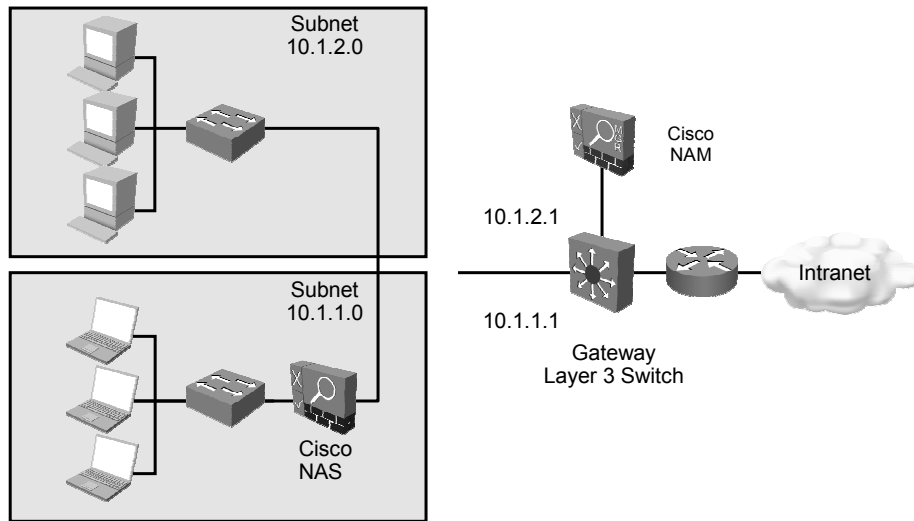 Subnet
10.1.2.0
Cisco
NAM
10.1.2.1
Intranet
Subnet
10.1.1.0
10.1.1.1
Gateway
Layer 3 Switch
Cisco
NAS